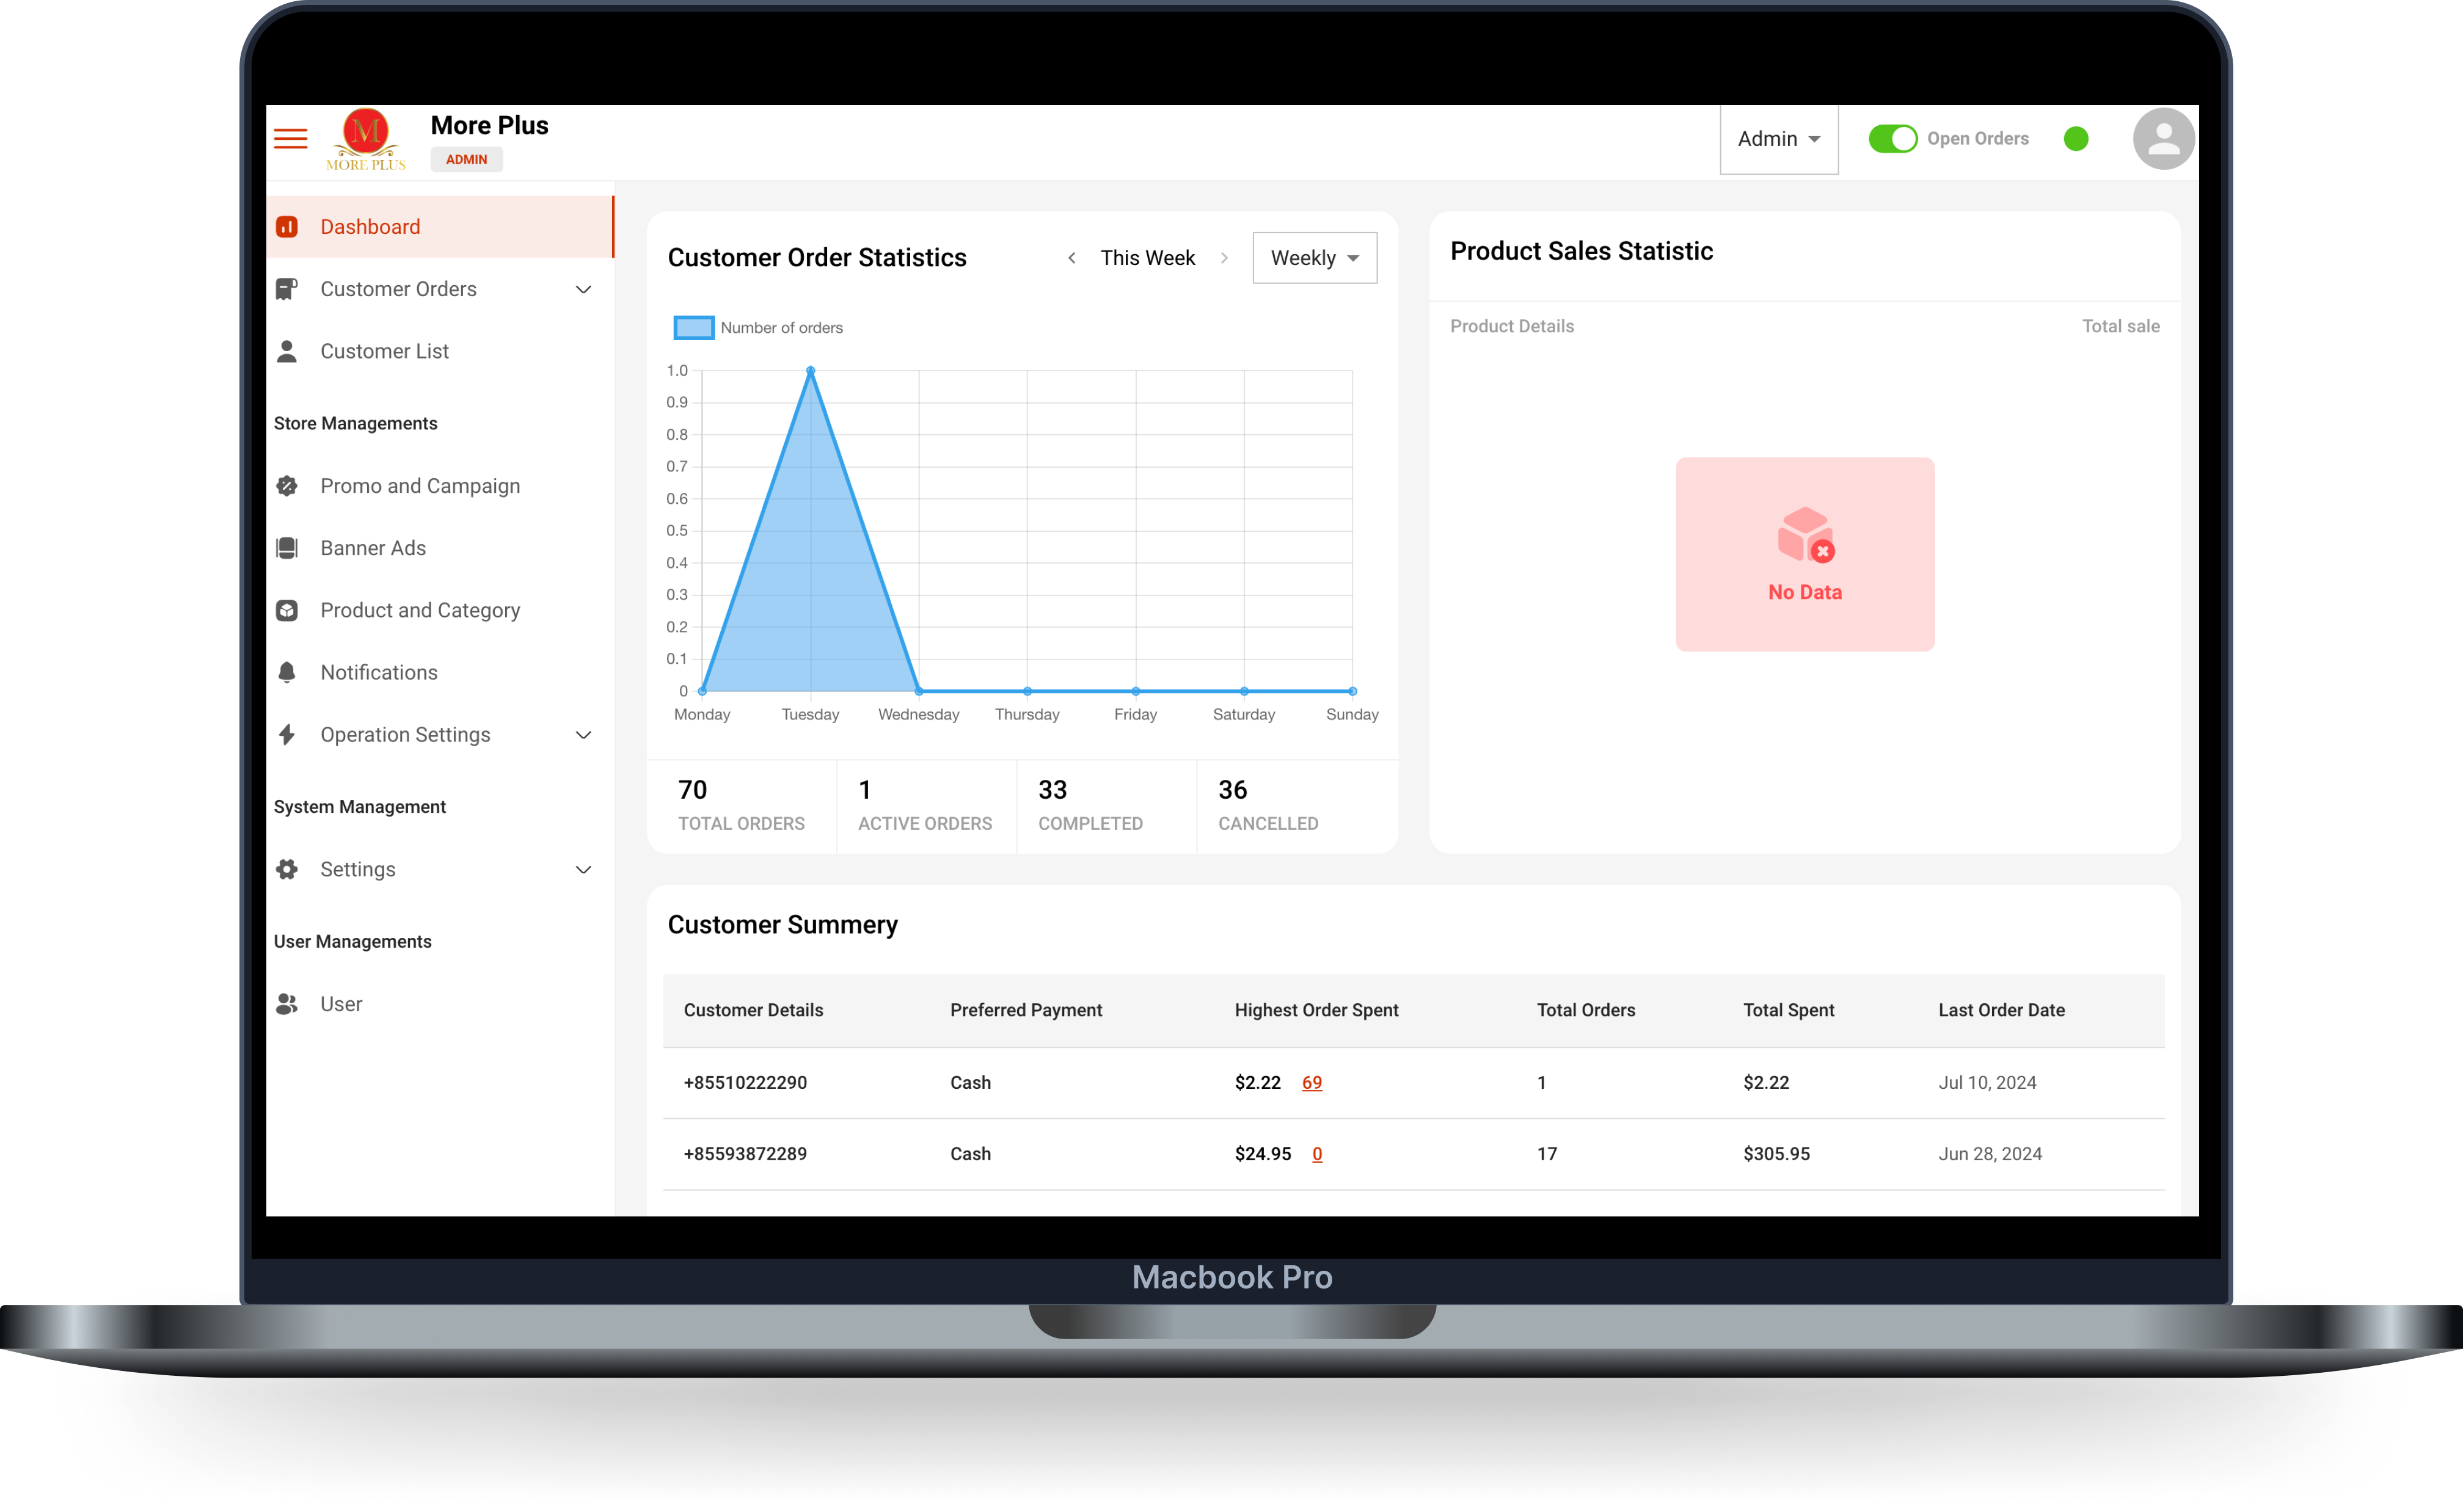 M
MORE PLUS
More Plus
ADMIN
Admin
Open Orders
Dashboard
Customer Orders
Customer List
Store Managements
Promo and Campaign
Banner Ads
Product and Category
Notifications
Operation Settings
System Management
Settings
User Managements
User
Customer Order Statistics
This Week
Weekly
Number of orders
1.0
0.9
0.8
0.7
0.6
0.5
0.4
0.3
0.2
0.1
0
Monday Tuesday Wednesday Thursday Friday Saturday Sunday
70 1 33 36
TOTAL ORDERS ACTIVE ORDERS COMPLETED CANCELLED
Product Sales Statistic
Product Details Total sale
No Data
Customer Summery
Customer Details Preferred Payment Highest Order Spent Total Orders Total Spent Last Order Date
+85510222290 Cash $2.22 69 1 $2.22 Jul 10, 2024
+85593872289 Cash $24.95 0 17 $305.95 Jun 28, 2024
Macbook Pro